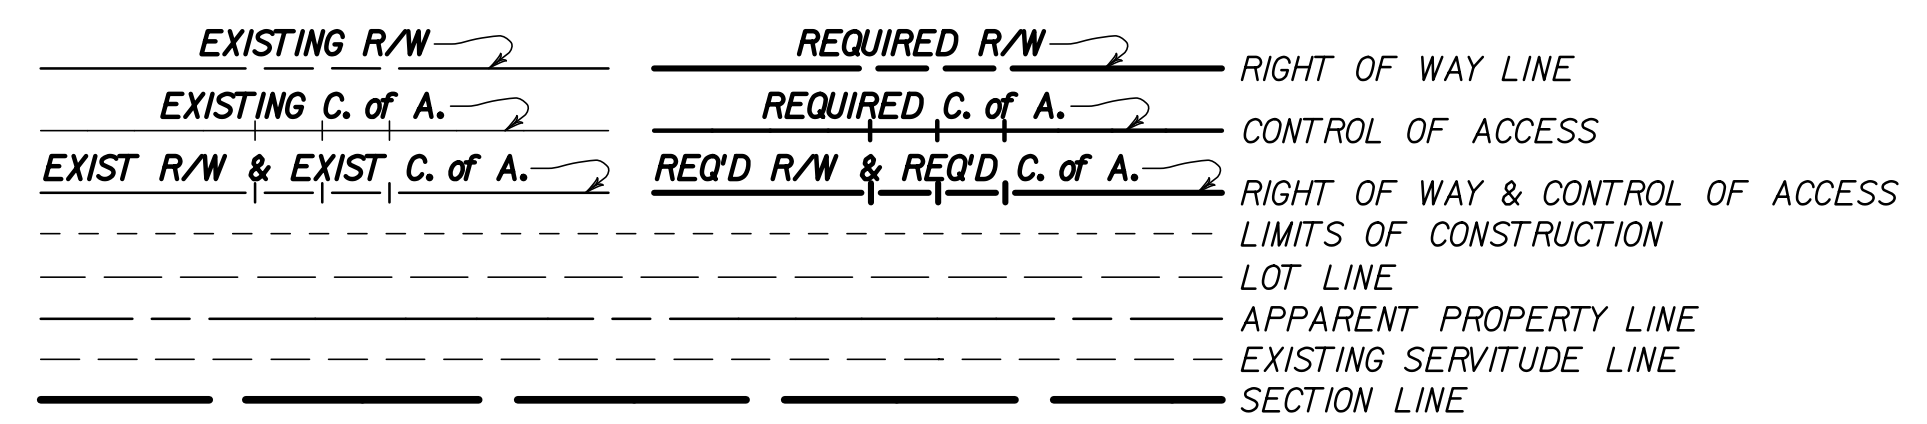 EXISTING R/W REQUIRED R/W RIGHT OF WAY LINE
EXISTING C. of A. REQUIRED C. of A. CONTROL OF ACCESS
EXIST R/W & EXIST C. of A. REQ'D R/W & REQ'D C. of A. RIGHT OF WAY & CONTROL OF ACCESS
LIMITS OF CONSTRUCTION
LOT LINE
APPARENT PROPERTY LINE
EXISTING SERVITUDE LINE
SECTION LINE